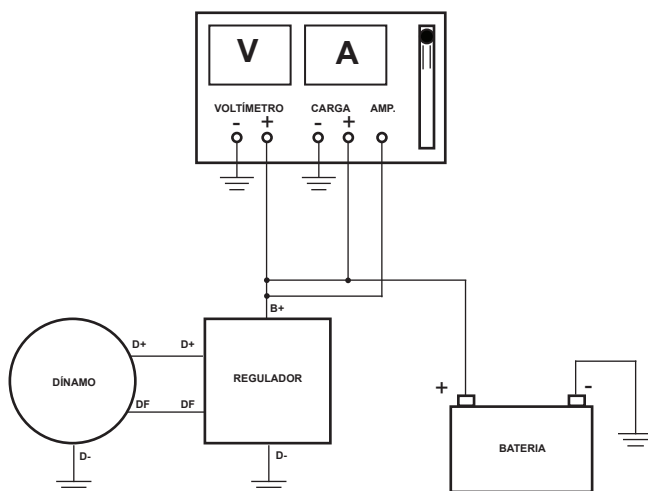 V A
VOLTÍMETRO CARGA AMP.
- + - +
B+
D+ D+
DÍNAMO REGULADOR
DF DF
D- D-
+ -
BATERIA